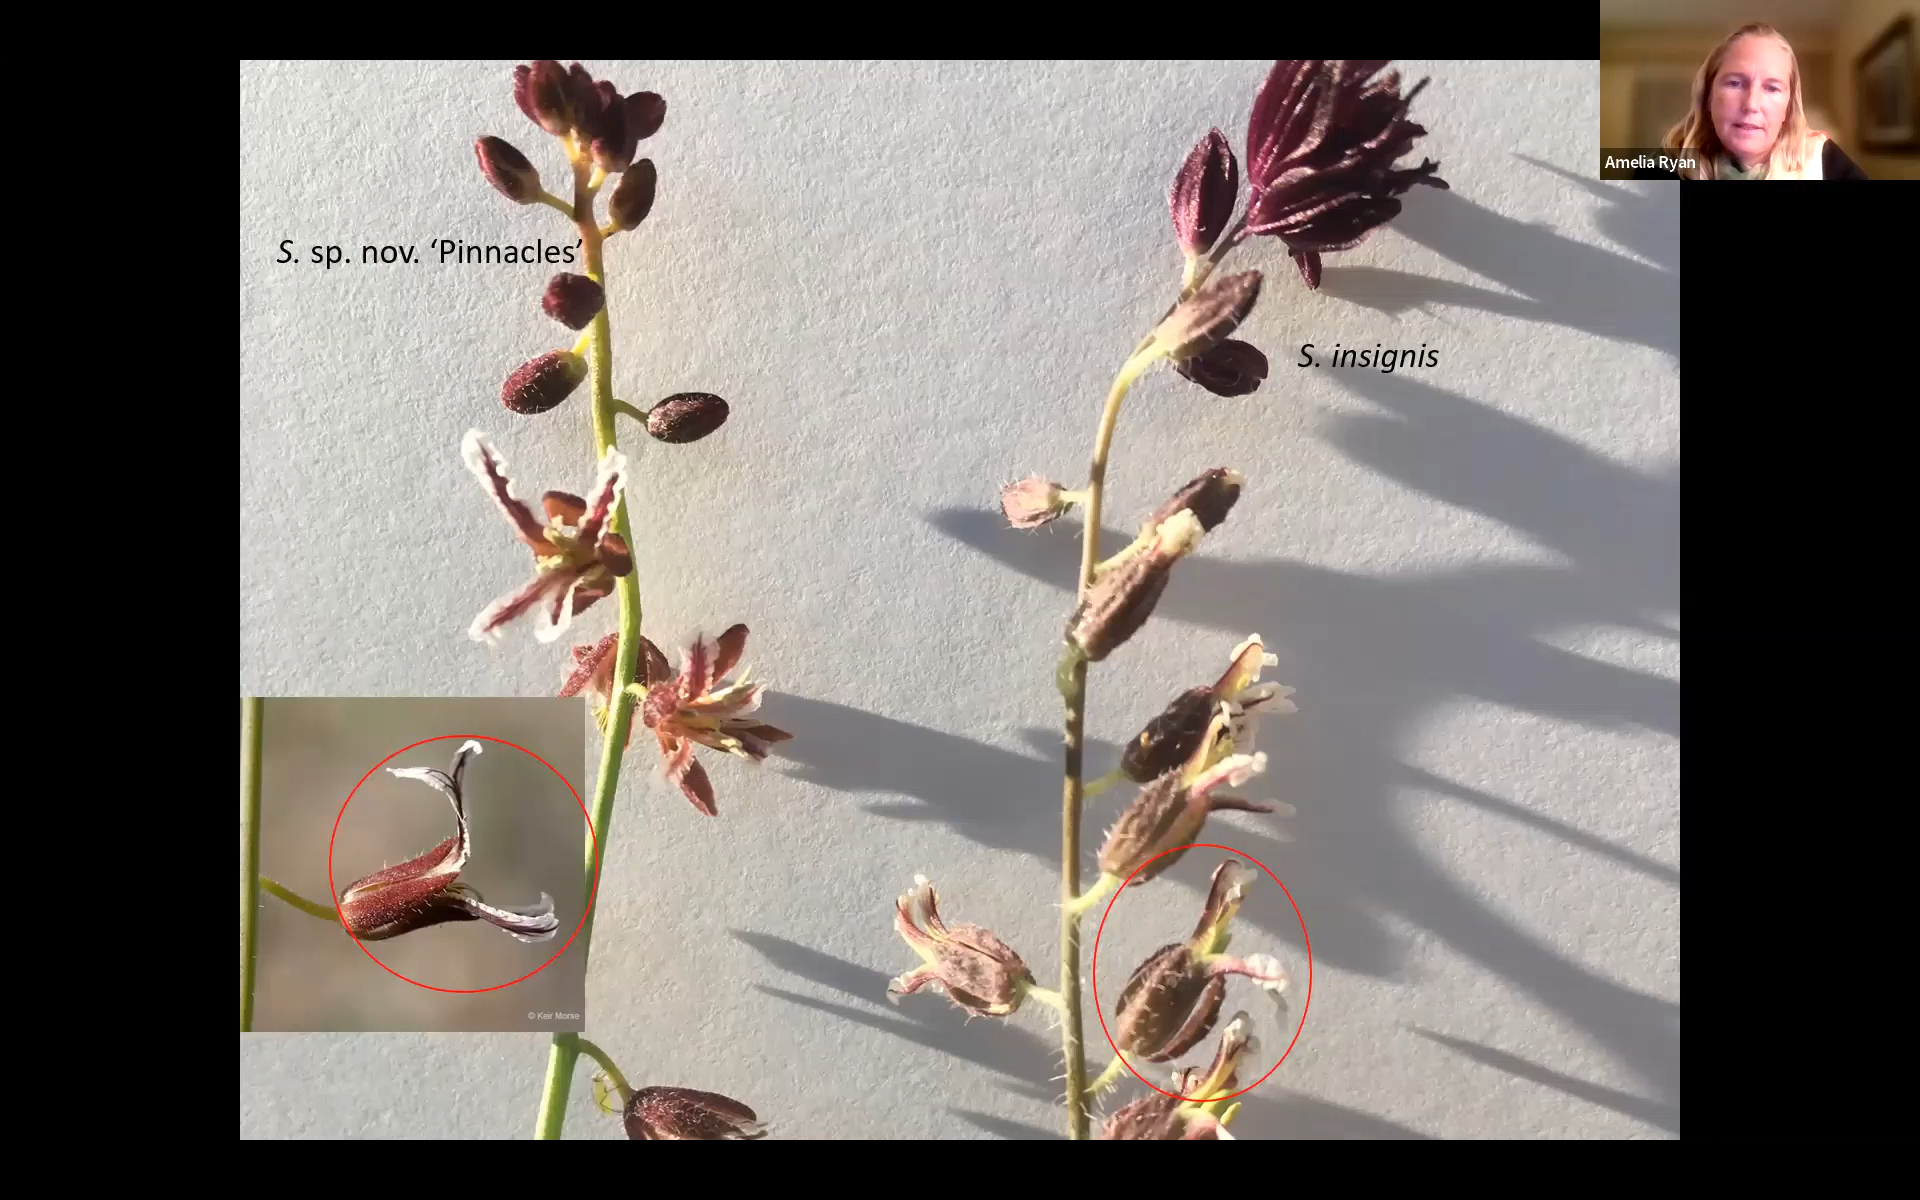 Amelia Ryan
S. sp. nov. ‘Pinnacles’
S. insignis
© Keir Morse